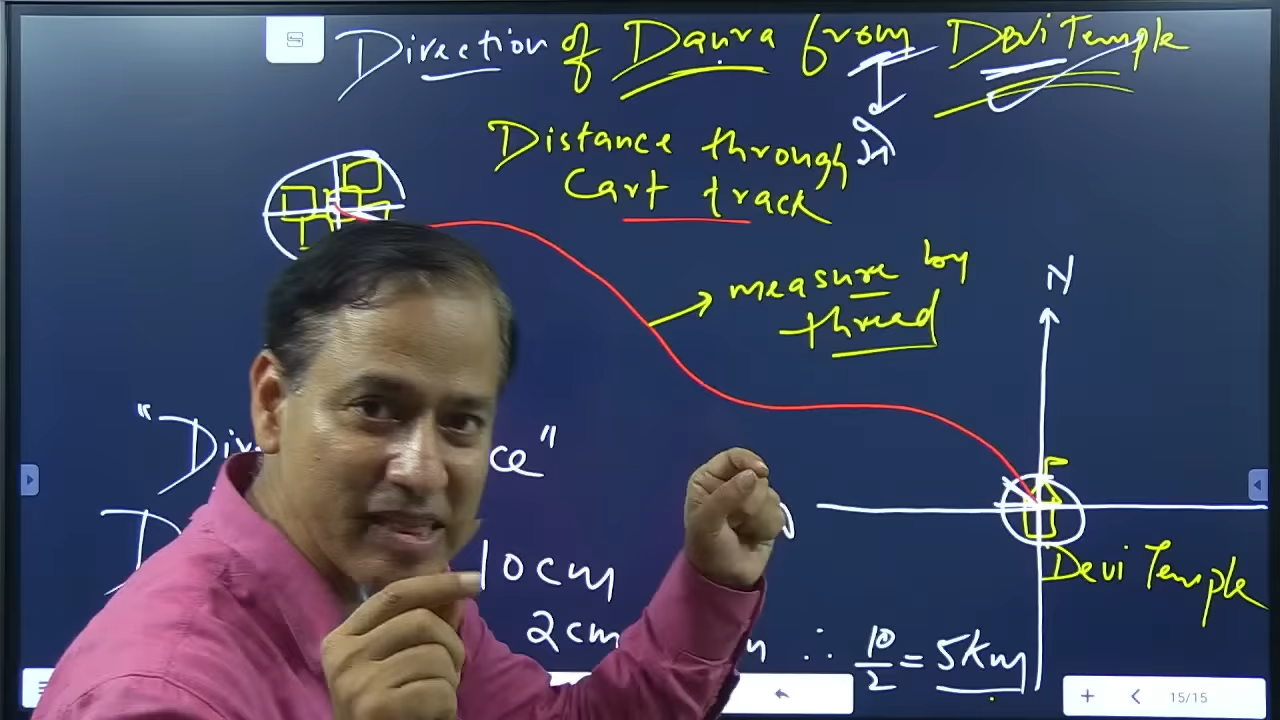 Direction of Daura from Devi Temple
से
Distance through
Cart track
measure by
thread
N
ce"
10cm
2cm
∴ 10/2 = 5km
Devi Temple
15/15